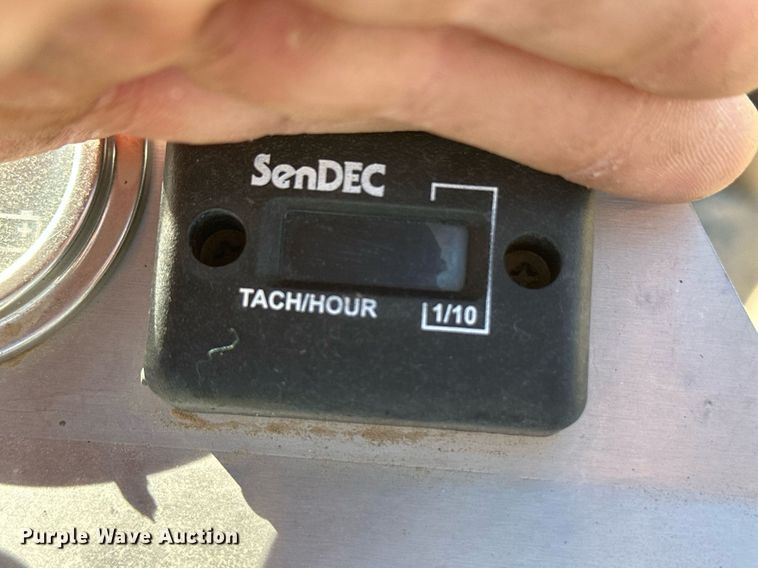 SenDEC
TACH/HOUR
1/10
Purple Wave Auction